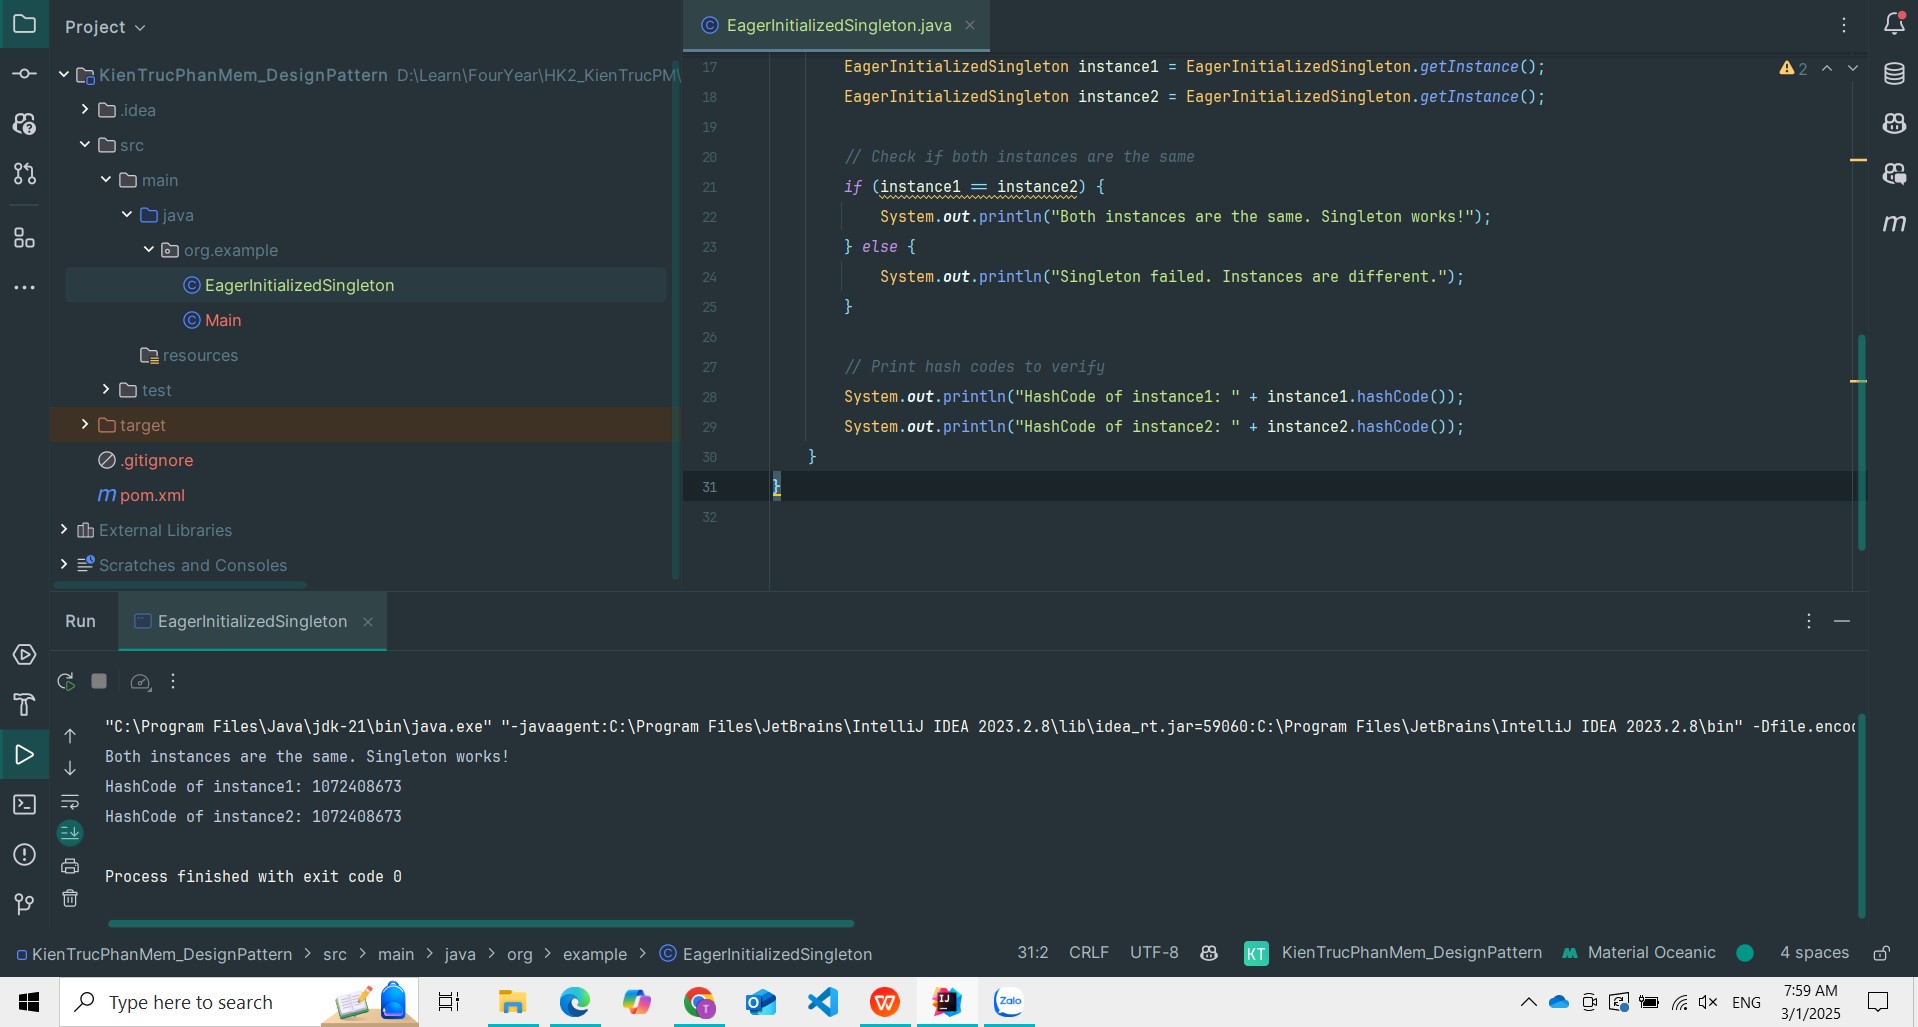 Project
EagerInitializedSingleton.java
KienTrucPhanMem_DesignPattern D:\Learn\FourYear\HK2_KienTrucPM\
.idea
src
main
java
org.example
EagerInitializedSingleton
Main
resources
test
target
.gitignore
pom.xml
External Libraries
Scratches and Consoles
2
17 EagerInitializedSingleton instance1 = EagerInitializedSingleton.getInstance();
18 EagerInitializedSingleton instance2 = EagerInitializedSingleton.getInstance();
19
20 // Check if both instances are the same
21 if (instance1 == instance2) {
22 System.out.println("Both instances are the same. Singleton works!");
23 } else {
24 System.out.println("Singleton failed. Instances are different.");
25 }
26
27 // Print hash codes to verify
28 System.out.println("HashCode of instance1: " + instance1.hashCode());
29 System.out.println("HashCode of instance2: " + instance2.hashCode());
30 }
31 }
32
Run EagerInitializedSingleton
"C:\Program Files\Java\jdk-21\bin\java.exe" "-javaagent:C:\Program Files\JetBrains\IntelliJ IDEA 2023.2.8\lib\idea_rt.jar=59060:C:\Program Files\JetBrains\IntelliJ IDEA 2023.2.8\bin" -Dfile.enco
Both instances are the same. Singleton works!
HashCode of instance1: 1072408673
HashCode of instance2: 1072408673
Process finished with exit code 0
KienTrucPhanMem_DesignPattern > src > main > java > org > example > EagerInitializedSingleton
31:2 CRLF UTF-8 KT KienTrucPhanMem_DesignPattern Material Oceanic 4 spaces
Type here to search
Zalo
ENG
7:59 AM
3/1/2025